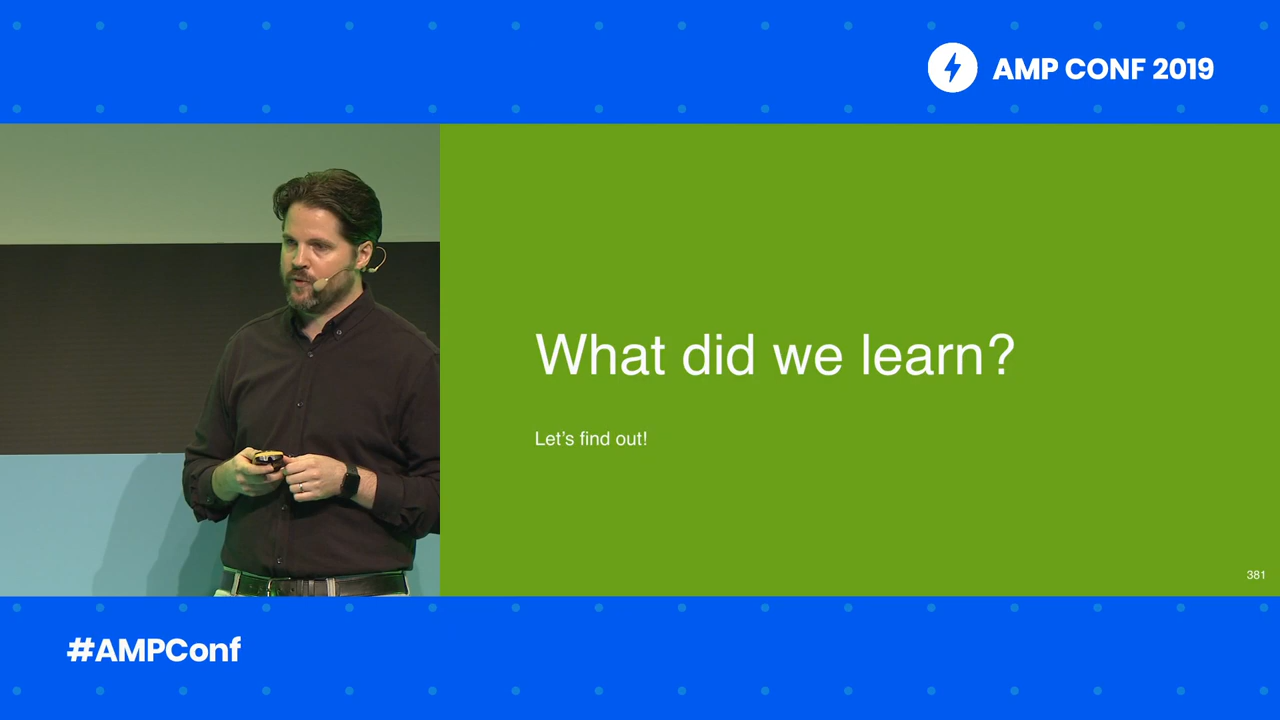 AMP CONF 2019
What did we learn?
Let's find out!
381
#AMPConf